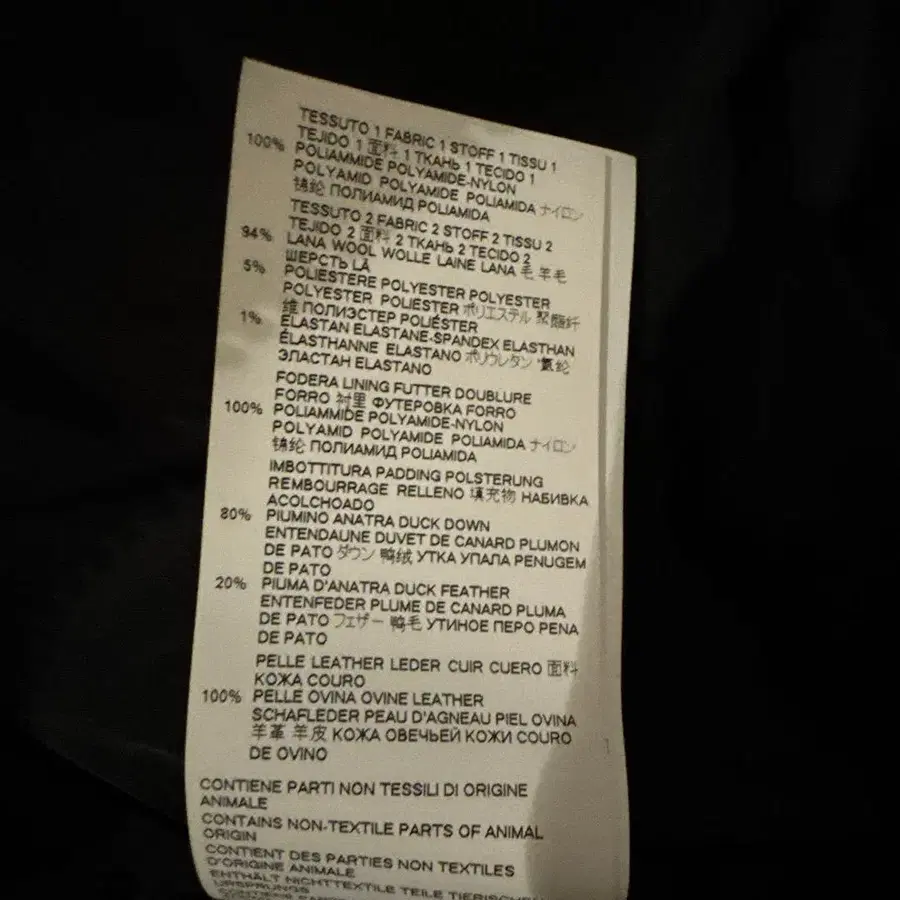 TESSUTO 1 FABRIC 1 STOFF 1 TISSU 1
TEJIDO 1 面料 1 ТКАНЬ 1 TECIDO 1
100% POLIAMMIDE POLYAMIDE-NYLON
POLYAMID POLYAMIDE POLIAMIDA ナイロン
锦纶 ПОЛИАМИД POLIAMIDA
TESSUTO 2 FABRIC 2 STOFF 2 TISSU 2
TEJIDO 2 面料 2 ТКАНЬ 2 TECIDO 2
94% LANA WOOL WOLLE LAINE LANA 毛 羊毛
ШЕРСТЬ LÃ
5% POLIESTERE POLYESTER POLYESTER
POLYESTER POLIESTER ポリエステル 聚酯纤
维 ПОЛИЭСТЕР POLIÉSTER
1% ELASTAN ELASTANE-SPANDEX ELASTHAN
ÉLASTHANNE ELASTANO ポリウレタン 氨纶
ЭЛАСТАН ELASTANO
FODERA LINING FUTTER DOUBLURE
FORRO 衬里 ФУТЕРОВКА FORRO
100% POLIAMMIDE POLYAMIDE-NYLON
POLYAMID POLYAMIDE POLIAMIDA ナイロン
锦纶 ПОЛИАМИД POLIAMIDA
IMBOTTITURA PADDING POLSTERUNG
REMBOURRAGE RELLENO 填充物 НАБИВКА
ACOLCHOADO
80% PIUMINO ANATRA DUCK DOWN
ENTENDAUNE DUVET DE CANARD PLUMON
DE PATO ダウン 鸭绒 УТКА УПАЛА PENUGEM
DE PATO
20% PIUMA D'ANATRA DUCK FEATHER
ENTENFEDER PLUME DE CANARD PLUMA
DE PATO フェザー 鸭毛 УТИНОЕ ПЕРО PENA
DE PATO
PELLE LEATHER LEDER CUIR CUERO 面料
КОЖА COURO
100% PELLE OVINA OVINE LEATHER
SCHAFLEDER PEAU D'AGNEAU PIEL OVINA
羊革 羊皮 КОЖА ОВЕЧЬЕЙ КОЖИ COURO
DE OVINO
CONTIENE PARTI NON TESSILI DI ORIGINE
ANIMALE
CONTAINS NON-TEXTILE PARTS OF ANIMAL
ORIGIN
CONTIENT DES PARTIES NON TEXTILES
D'ORIGINE ANIMALE
ENTHÄLT NICHTTEXTILE TEILE TIERISCHEN
URSPRUNGS